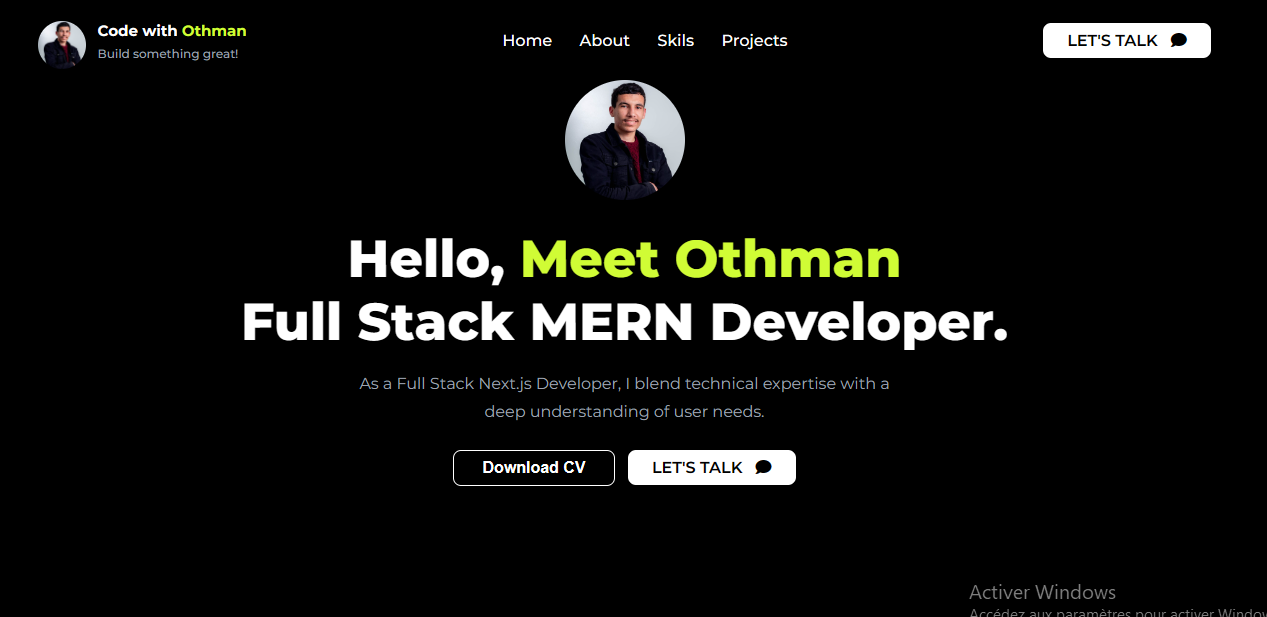 Code with Othman
Build something great!
Home About Skils Projects
LET'S TALK
Hello, Meet Othman
Full Stack MERN Developer.
As a Full Stack Next.js Developer, I blend technical expertise with a
deep understanding of user needs.
Download CV
LET'S TALK
Activer Windows
Accédez aux paramètres pour activer Window